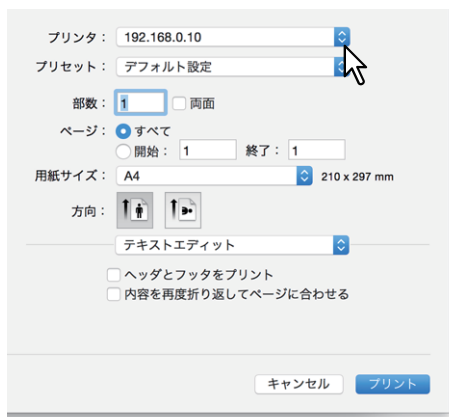 プリンタ： 192.168.0.10
プリセット： デフォルト設定
部数： 1 両面
ページ： すべて
開始： 1 終了： 1
用紙サイズ： A4 210 x 297 mm
方向：
テキストエディット
ヘッダとフッタをプリント
内容を再度折り返してページに合わせる
キャンセル プリント